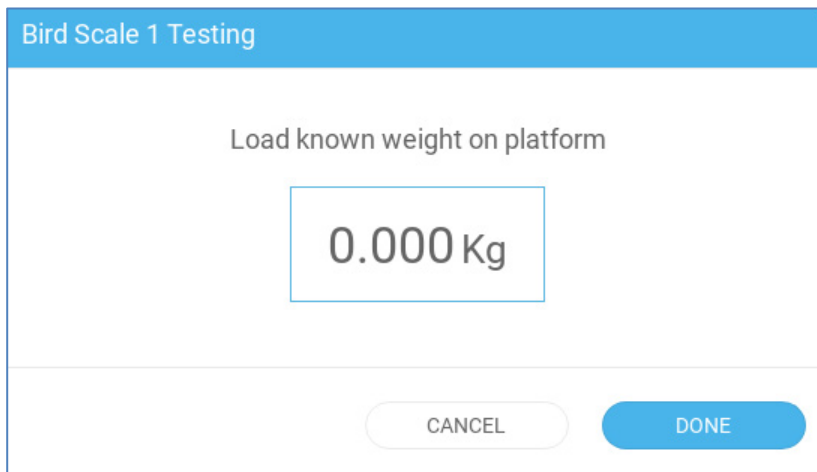 Bird Scale 1 Testing
Load known weight on platform
0.000 Kg
CANCEL
DONE